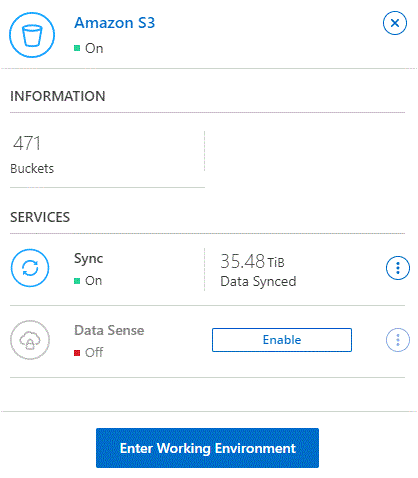 Amazon S3
On
INFORMATION
471
Buckets
SERVICES
Sync
On
35.48 TiB
Data Synced
Data Sense
Off
Enable
Enter Working Environment